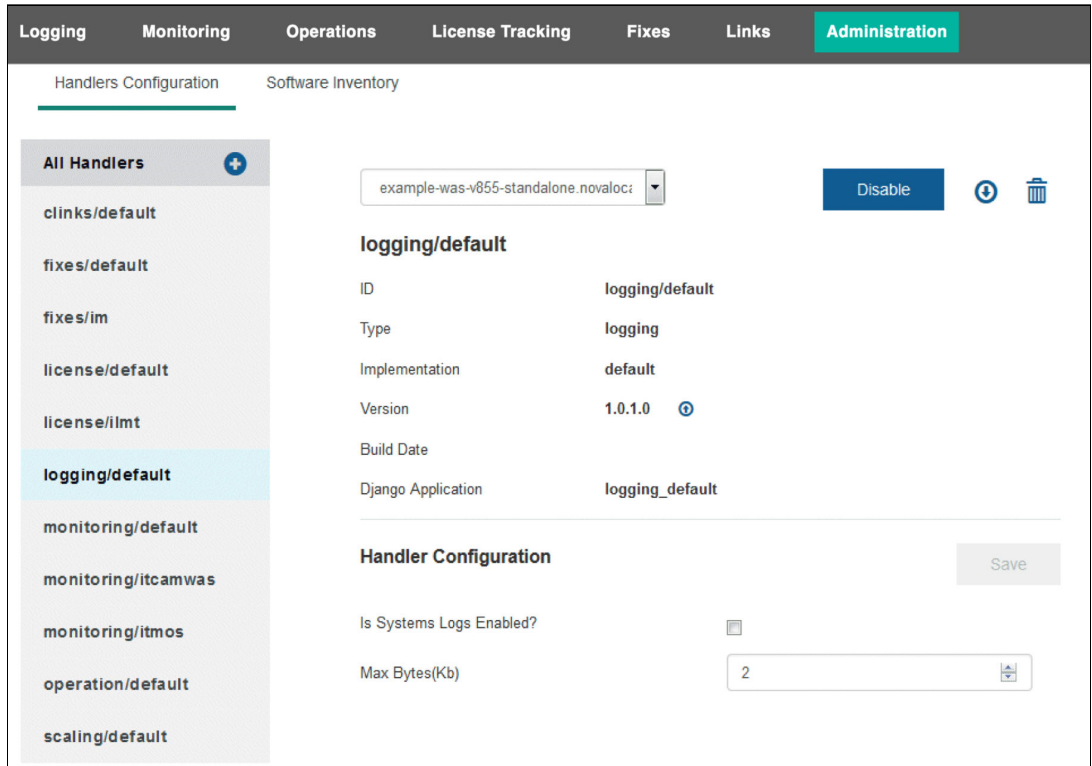 Logging Monitoring Operations License Tracking Fixes Links Administration
Handlers Configuration Software Inventory
All Handlers
clinks/default
fixes/default
fixes/im
license/default
license/ilmt
logging/default
monitoring/default
monitoring/itcamwas
monitoring/itmos
operation/default
scaling/default
example-was-v855-standalone.novaloca
Disable
logging/default
ID logging/default
Type logging
Implementation default
Version 1.0.1.0
Build Date
Django Application logging_default
Handler Configuration
Save
Is Systems Logs Enabled?
Max Bytes(Kb) 2